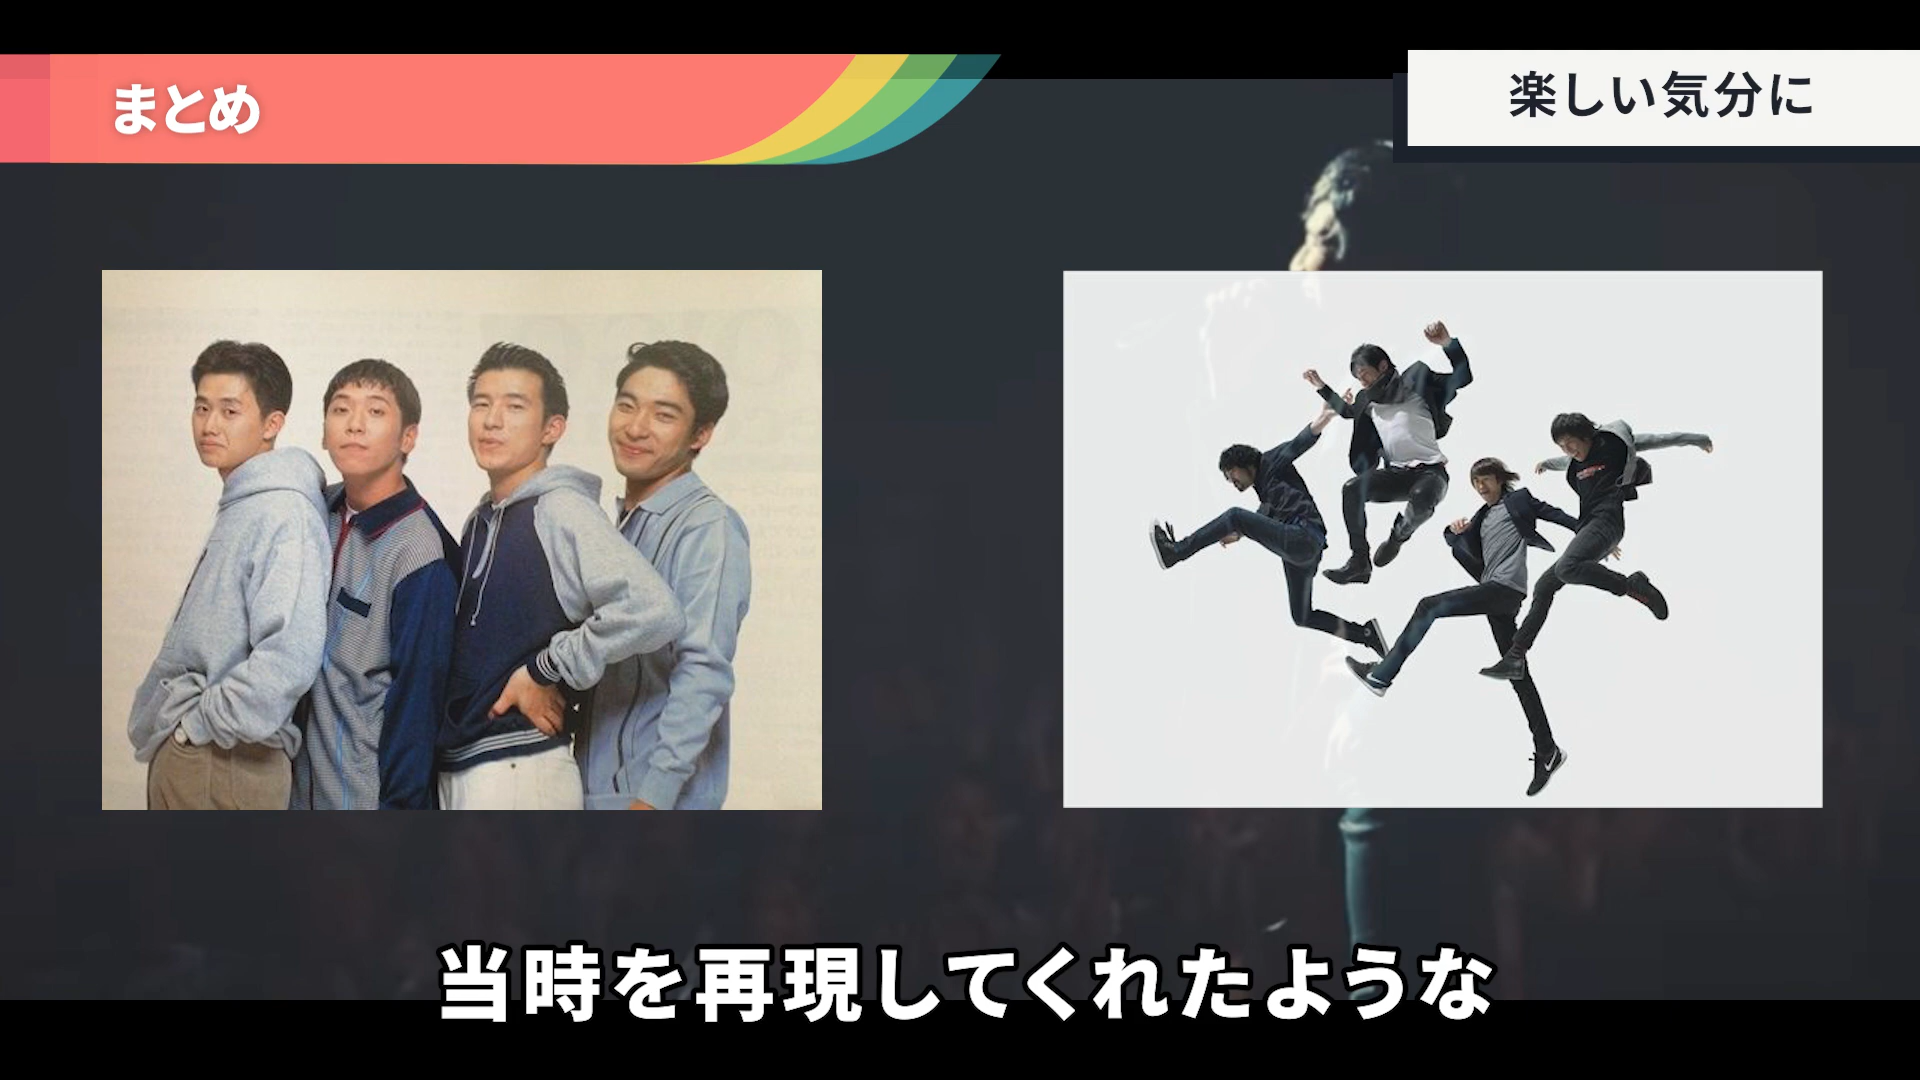 まとめ
楽しい気分に
当時を再現してくれたような